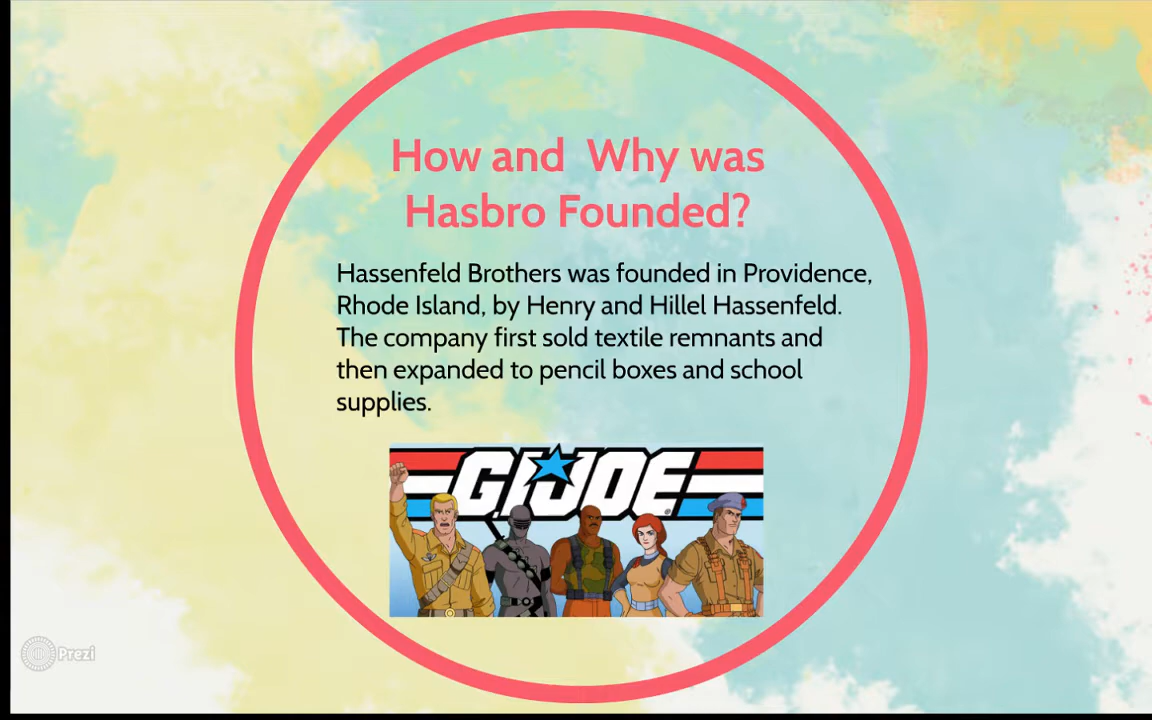 How and  Why was
Hasbro Founded?
Hassenfeld Brothers was founded in Providence,
Rhode Island, by Henry and Hillel Hassenfeld.
The company first sold textile remnants and
then expanded to pencil boxes and school
supplies.
G.I. JOE
®
Prezi